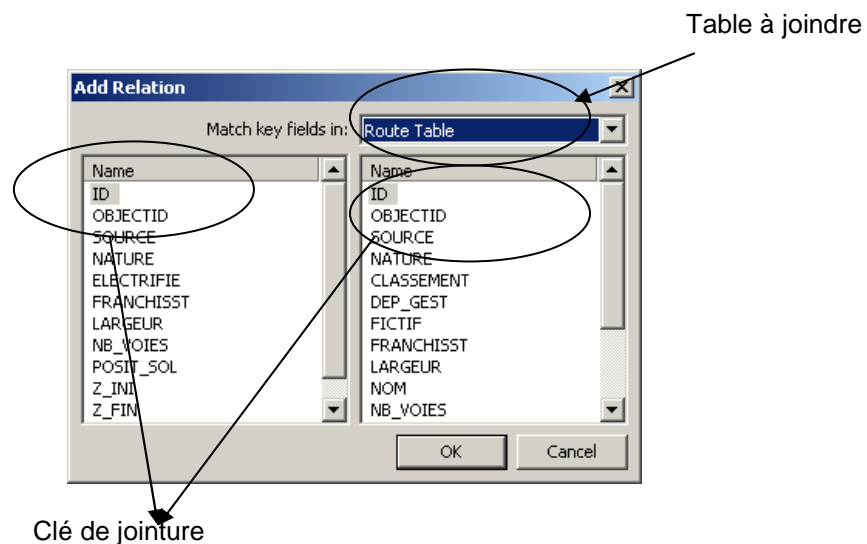 Table à joindre
Add Relation
Match key fields in: Route Table
Name
ID
OBJECTID
SOURCE
NATURE
ELECTRIFIE
FRANCHISST
LARGEUR
NB_VOIES
POSIT_SOL
Z_INI
Z_FIN
Name
ID
OBJECTID
SOURCE
NATURE
CLASSEMENT
DEP_GEST
FICTIF
FRANCHISST
LARGEUR
NOM
NB_VOIES
OK Cancel
Clé de jointure